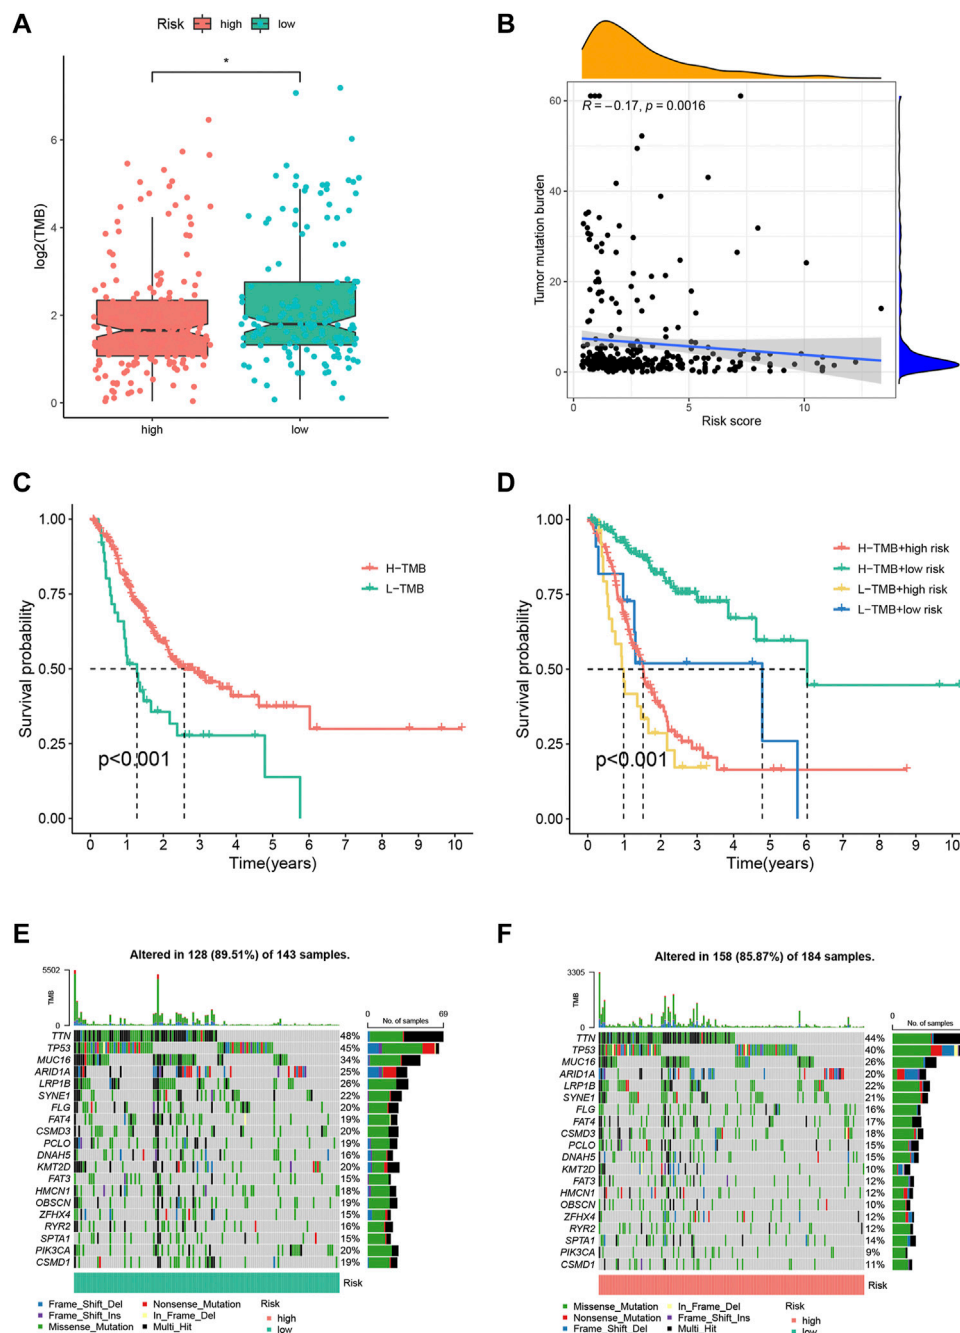 A
Risk high low
*
log2(TMB)
6
4
2
0
high low
B
R = −0.17, p = 0.0016
Tumor mutation burden
60
40
20
0
0 5 10
Risk score
C
Survival probability
1.00
0.75
0.50
0.25
0.00
H−TMB
L−TMB
p<0.001
0 1 2 3 4 5 6 7 8 9 10
Time(years)
D
Survival probability
1.00
0.75
0.50
0.25
0.00
H−TMB+high risk
H−TMB+low risk
L−TMB+high risk
L−TMB+low risk
p<0.001
0 1 2 3 4 5 6 7 8 9 10
Time(years)
E
Altered in 128 (89.51%) of 143 samples.
5502
TMB
0
0 69
No. of samples
TTN 48%
TP53 45%
MUC16 34%
ARID1A 25%
LRP1B 26%
SYNE1 22%
FLG 20%
FAT4 19%
CSMD3 20%
PCLO 19%
DNAH5 16%
KMT2D 20%
FAT3 15%
HMCN1 18%
OBSCN 19%
ZFHX4 15%
RYR2 16%
SPTA1 15%
PIK3CA 20%
CSMD1 19%
Risk
Frame_Shift_Del Nonsense_Mutation Risk
Frame_Shift_Ins In_Frame_Del high
Missense_Mutation Multi_Hit low
F
Altered in 158 (85.87%) of 184 samples.
3305
TMB
0
0
No. of samples
TTN 44%
TP53 40%
MUC16 26%
ARID1A 20%
LRP1B 22%
SYNE1 21%
FLG 16%
FAT4 17%
CSMD3 18%
PCLO 15%
DNAH5 15%
KMT2D 10%
FAT3 12%
HMCN1 12%
OBSCN 10%
ZFHX4 12%
RYR2 12%
SPTA1 14%
PIK3CA 9%
CSMD1 11%
Risk
Missense_Mutation In_Frame_Del Risk
Nonsense_Mutation Frame_Shift_Ins high
Frame_Shift_Del Multi_Hit low